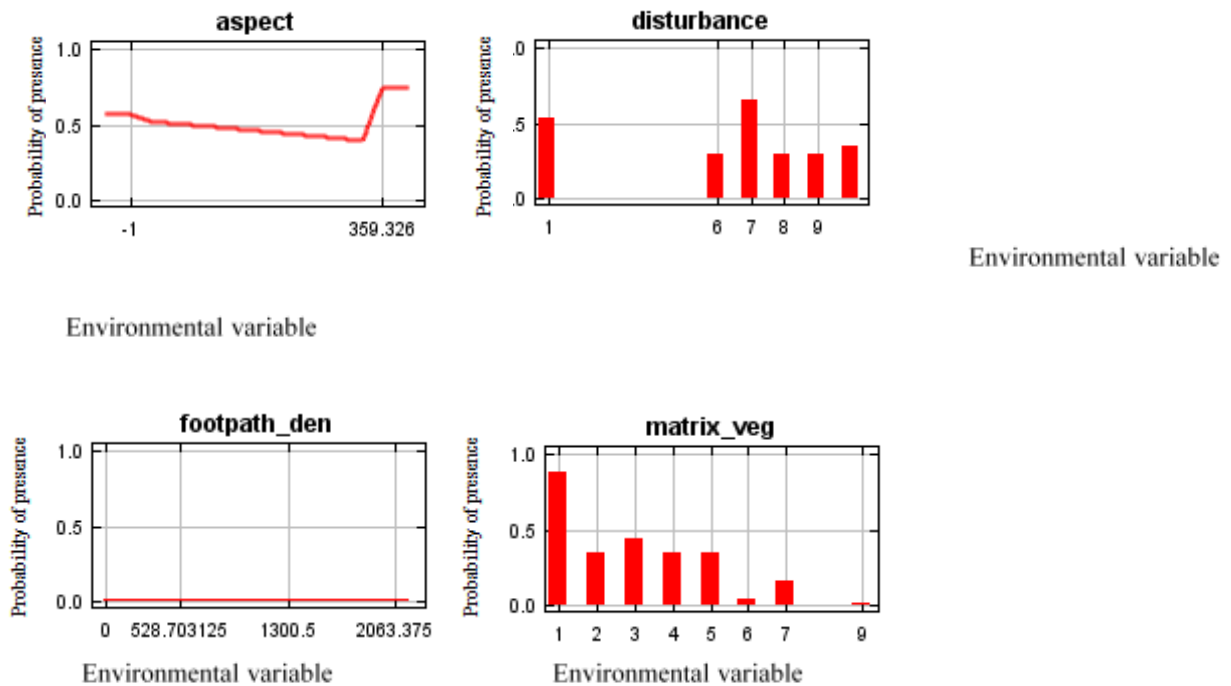 aspect
Probability of presence
1.0
0.5
0.0
-1 359.326
Environmental variable
disturbance
Probability of presence
.0
.5
.0
1 6 7 8 9
Environmental variable
footpath_den
Probability of presence
1.0
0.5
0.0
0 528.703125 1300.5 2063.375
Environmental variable
matrix_veg
Probability of presence
1.0
0.5
0.0
1 2 3 4 5 6 7 9
Environmental variable